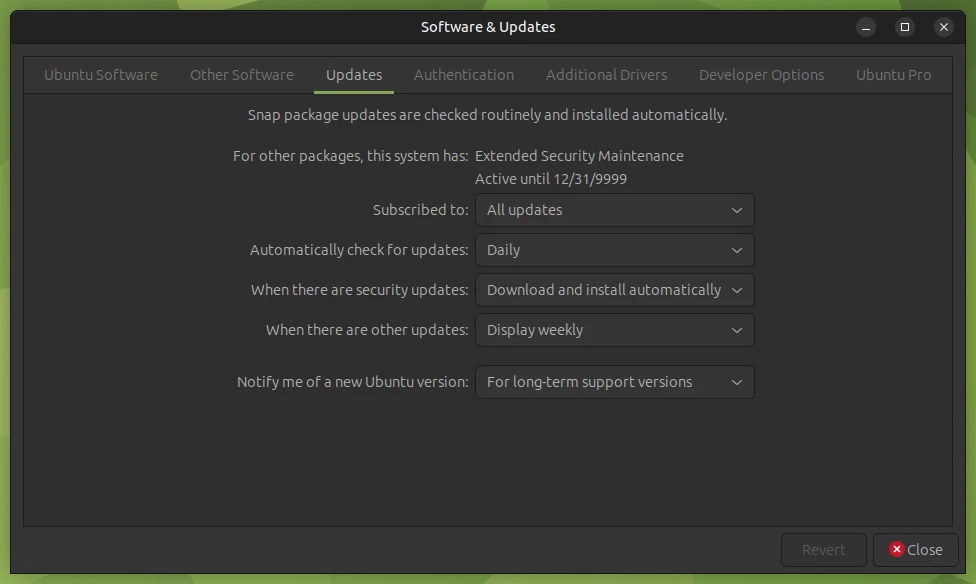 Software & Updates
Ubuntu Software Other Software Updates Authentication Additional Drivers Developer Options Ubuntu Pro
Snap package updates are checked routinely and installed automatically.
For other packages, this system has: Extended Security Maintenance
Active until 12/31/9999
Subscribed to: All updates
Automatically check for updates: Daily
When there are security updates: Download and install automatically
When there are other updates: Display weekly
Notify me of a new Ubuntu version: For long-term support versions
Revert Close